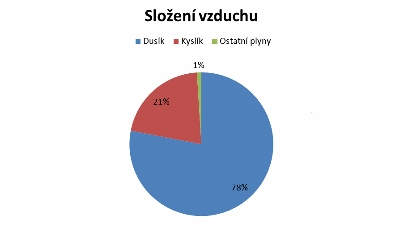 Složení vzduchu
Dusík Kyslík Ostatní plyny
1%
21%
78%